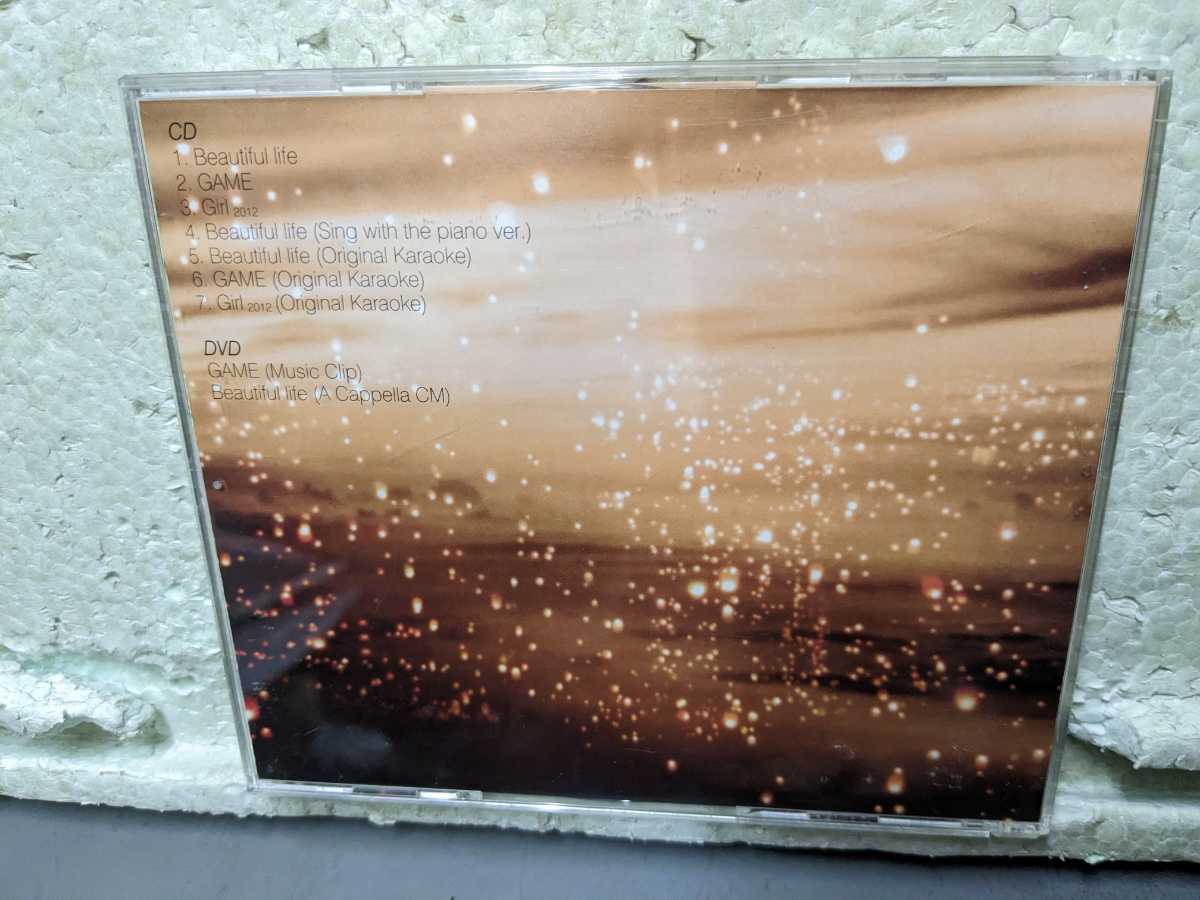 CD
1. Beautiful life
2. GAME
3. Girl 2012
4. Beautiful life (Sing with the piano ver.)
5. Beautiful life (Original Karaoke)
6. GAME (Original Karaoke)
7. Girl 2012 (Original Karaoke)
DVD
GAME (Music Clip)
Beautiful life (A Cappella CM)